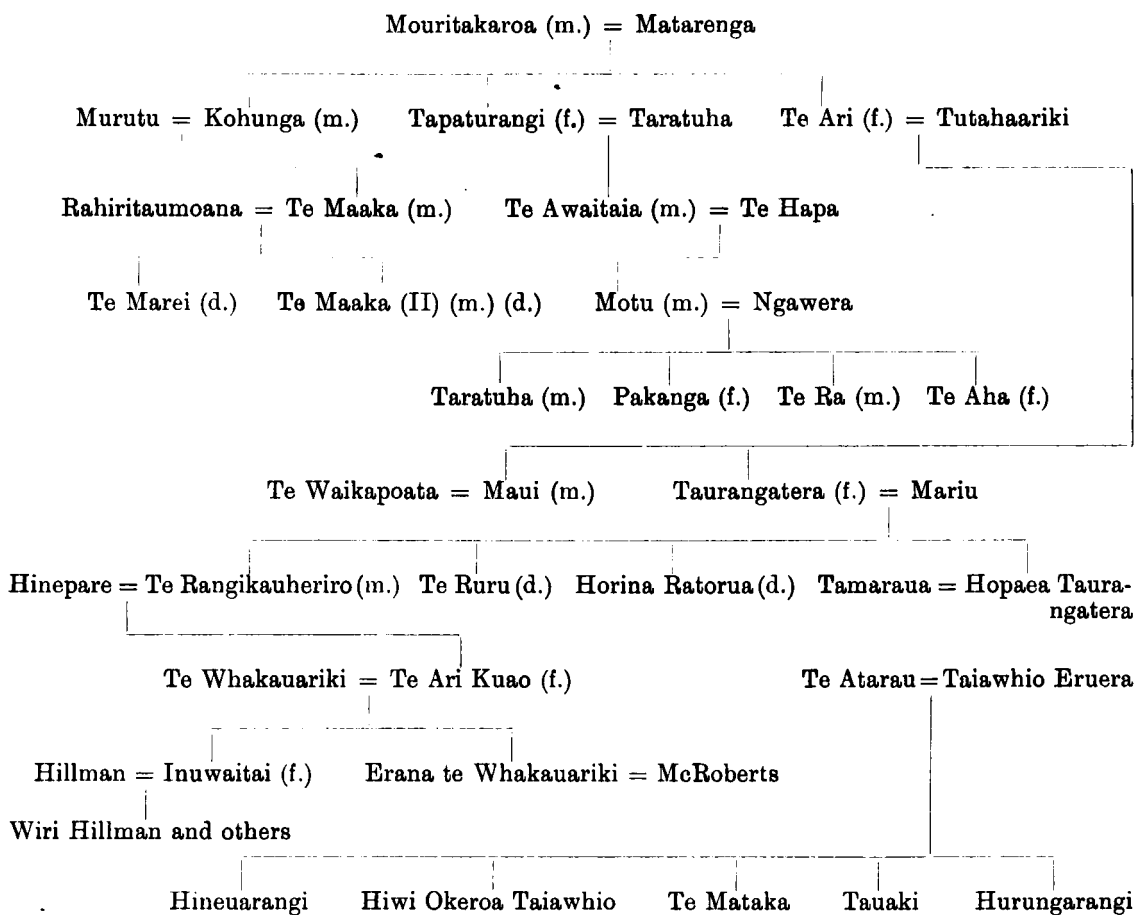 Mouritakaroa (m.) = Matarenga
Murutu = Kohunga (m.) Tapaturangi (f.) = Taratuha Te Ari (f.) = Tutahaariki
Rahiritaumoana = Te Maaka (m.) Te Awaitaia (m.) = Te Hapa
Te Marei (d.) Te Maaka (II) (m.) (d.) Motu (m.) = Ngawera
Taratuha (m.) Pakanga (f.) Te Ra (m.) Te Aha (f.)
Te Waikapoata = Maui (m.) Taurangatera (f.) = Mariu
Hinepare = Te Rangikauheriro (m.) Te Ruru (d.) Horina Ratorua (d.) Tamaraua = Hopaea Taura-
ngatera
Te Whakauariki = Te Ari Kuao (f.) Te Atarau = Taiawhio Eruera
Hillman = Inuwaitai (f.) Erana te Whakauariki = McRoberts
Wiri Hillman and others
Hineuarangi Hiwi Okeroa Taiawhio Te Mataka Tauaki Hurungarangi